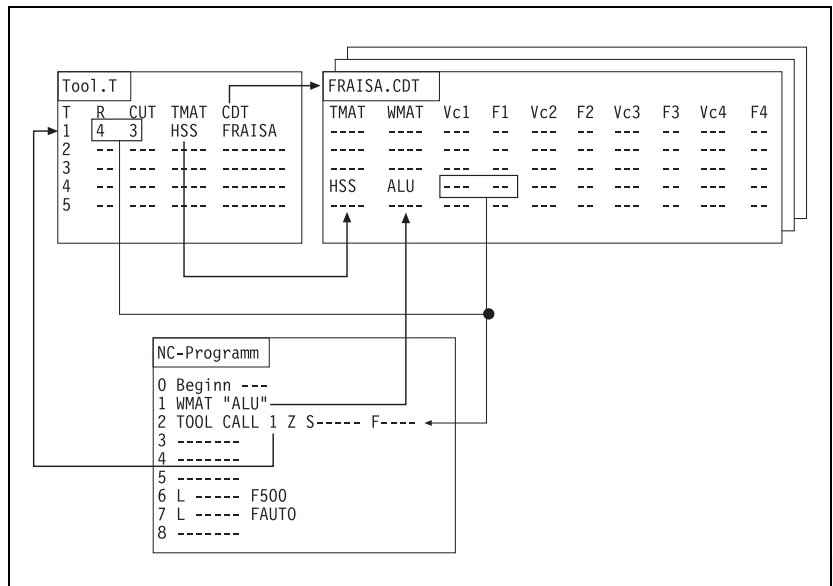 Tool.T
T R CUT TMAT CDT
1 4 3 HSS FRAISA
2 -- -- ---- -------
3 -- -- ---- -------
4 -- -- ---- -------
5 -- -- ---- -------
FRAISA.CDT
TMAT WMAT Vc1 F1 Vc2 F2 Vc3 F3 Vc4 F4
---- ---- --- -- --- -- --- -- --- --
---- ---- --- -- --- -- --- -- --- --
---- ---- --- -- --- -- --- -- --- --
HSS ALU --- -- --- -- --- -- --- --
---- ---- --- -- --- -- --- -- --- --
NC-Programm
0 Beginn ---
1 WMAT "ALU"
2 TOOL CALL 1 Z S----- F----
3 -------
4 -------
5 -------
6 L ----- F500
7 L ----- FAUTO
8 -------